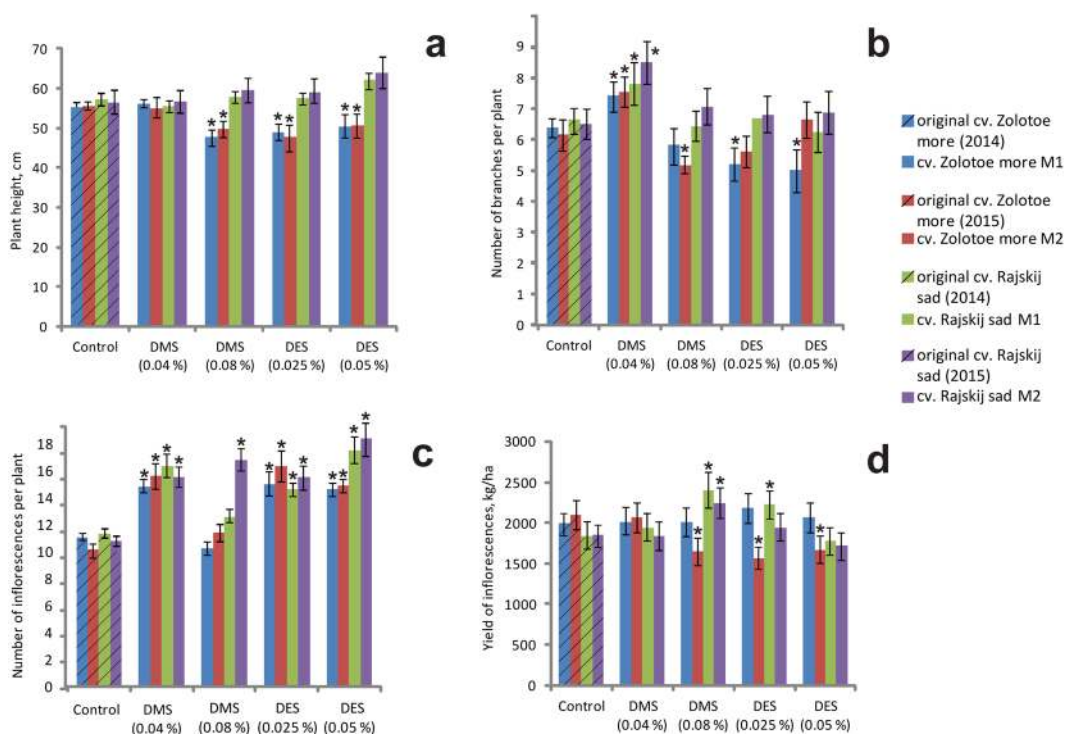 a
Plant height, cm
70
60
50
40
30
20
10
0
* * * * * *
Control
DMS
(0.04 %)
DMS
(0.08 %)
DES
(0.025 %)
DES
(0.05 %)
b
Number of branches per plant
9
8
7
6
5
4
3
2
1
0
* * * * * * *
Control
DMS
(0.04 %)
DMS
(0.08 %)
DES
(0.025 %)
DES
(0.05 %)
original cv. Zolotoe
more (2014)
cv. Zolotoe more M1
original cv. Zolotoe
more (2015)
cv. Zolotoe more M2
original cv. Rajskij
sad (2014)
cv. Rajskij sad M1
original cv. Rajskij
sad (2015)
cv. Rajskij sad M2
c
Number of inflorescences per plant
18
16
14
12
10
8
6
4
2
0
* * * * * * * * * * * * *
Control
DMS
(0.04 %)
DMS
(0.08 %)
DES
(0.025 %)
DES
(0.05 %)
d
Yield of inflorescences, kg/ha
3000
2500
2000
1500
1000
500
0
* * * * * *
Control
DMS
(0.04 %)
DMS
(0.08 %)
DES
(0.025 %)
DES
(0.05 %)